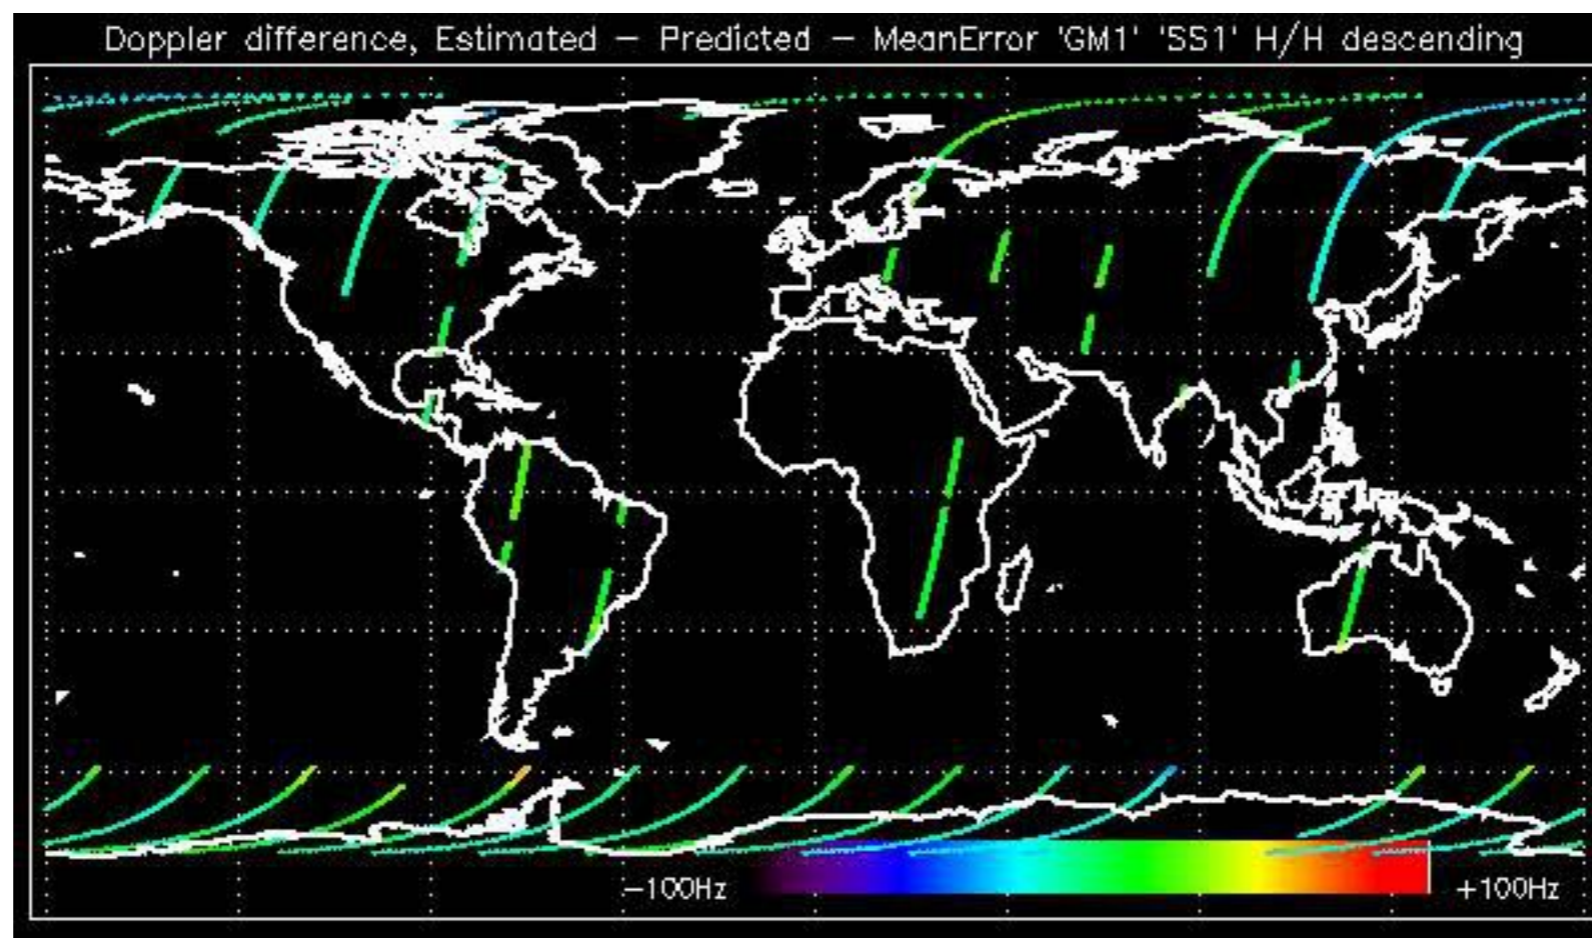 Doppler difference, Estimated – Predicted – MeanError 'GM1' 'SS1' H/H descending
−100Hz
+100Hz